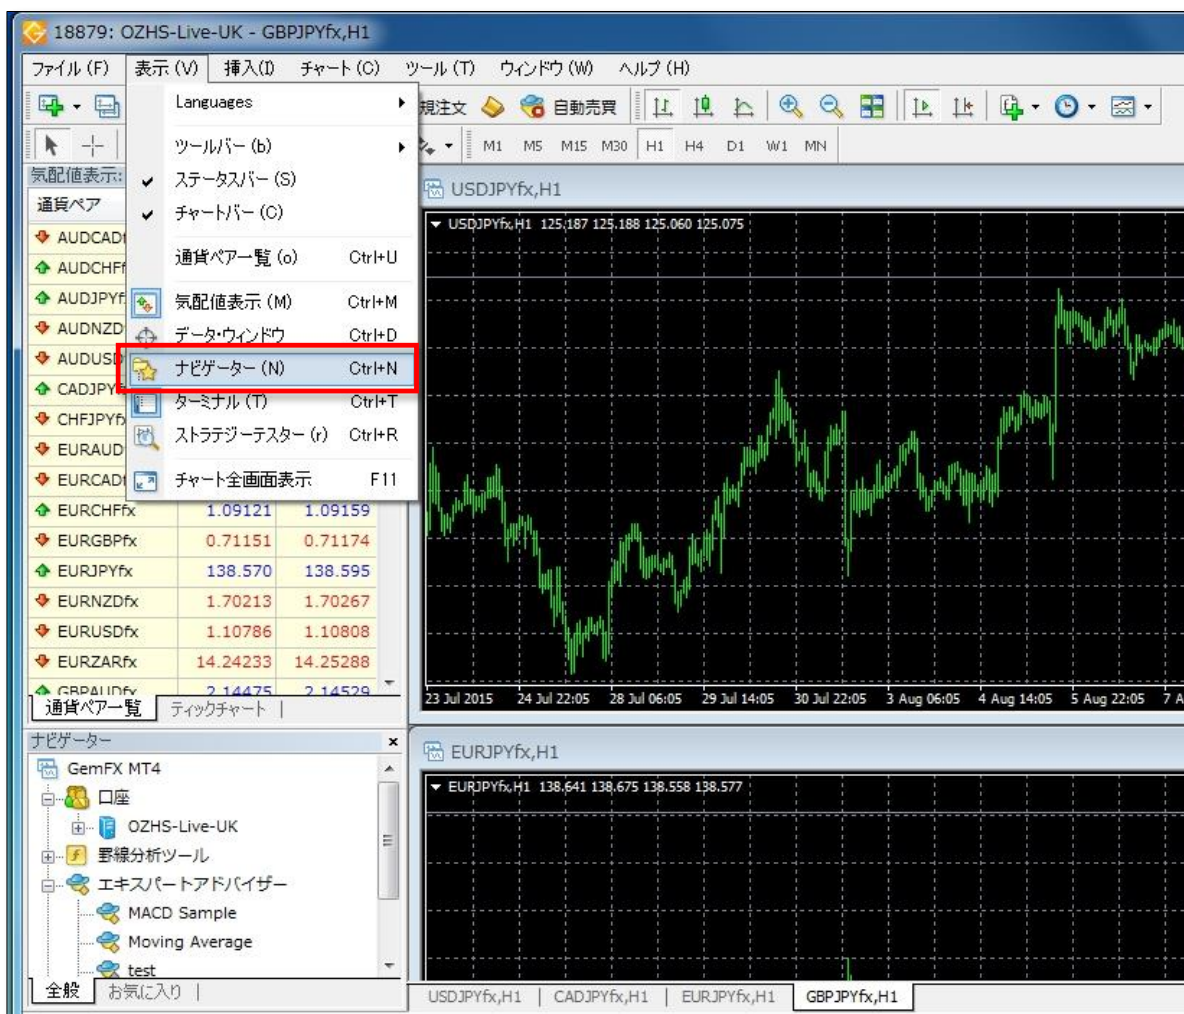 18879: OZHS-Live-UK - GBPJPYfx,H1
ファイル (F) 表示 (V) 挿入(I) チャート (C) ツール (T) ウィンドウ (W) ヘルプ (H)
規注文 自動売買
M1 M5 M15 M30 H1 H4 D1 W1 MN
Languages
ツールバー (b)
ステータスバー (S)
チャートバー (C)
通貨ペア一覧 (o) Ctrl+U
気配値表示 (M) Ctrl+M
データ・ウィンドウ Ctrl+D
ナビゲーター (N) Ctrl+N
ターミナル (T) Ctrl+T
ストラテジーテスター (r) Ctrl+R
チャート全画面表示 F11
気配値表示:
通貨ペア
AUDCAD
AUDCHF
AUDJPYf
AUDNZD
AUDUSD
CADJPY
CHFJPYf
EURAUD
EURCAD
EURCHFfx 1.09121 1.09159
EURGBPfx 0.71151 0.71174
EURJPYfx 138.570 138.595
EURNZDfx 1.70213 1.70267
EURUSDfx 1.10786 1.10808
EURZARfx 14.24233 14.25288
GBPAUDfx 2.14475 2.14529
通貨ペア一覧 ティックチャート
ナビゲーター
GemFX MT4
口座
OZHS-Live-UK
罫線分析ツール
エキスパートアドバイザー
MACD Sample
Moving Average
test
全般 お気に入り
USDJPYfx,H1
USDJPYfx,H1 125.187 125.188 125.060 125.075
23 Jul 2015 24 Jul 22:05 28 Jul 06:05 29 Jul 14:05 30 Jul 22:05 3 Aug 06:05 4 Aug 14:05 5 Aug 22:05 7 A
EURJPYfx,H1
EURJPYfx,H1 138.641 138.675 138.558 138.577
USDJPYfx,H1 CADJPYfx,H1 EURJPYfx,H1 GBPJPYfx,H1